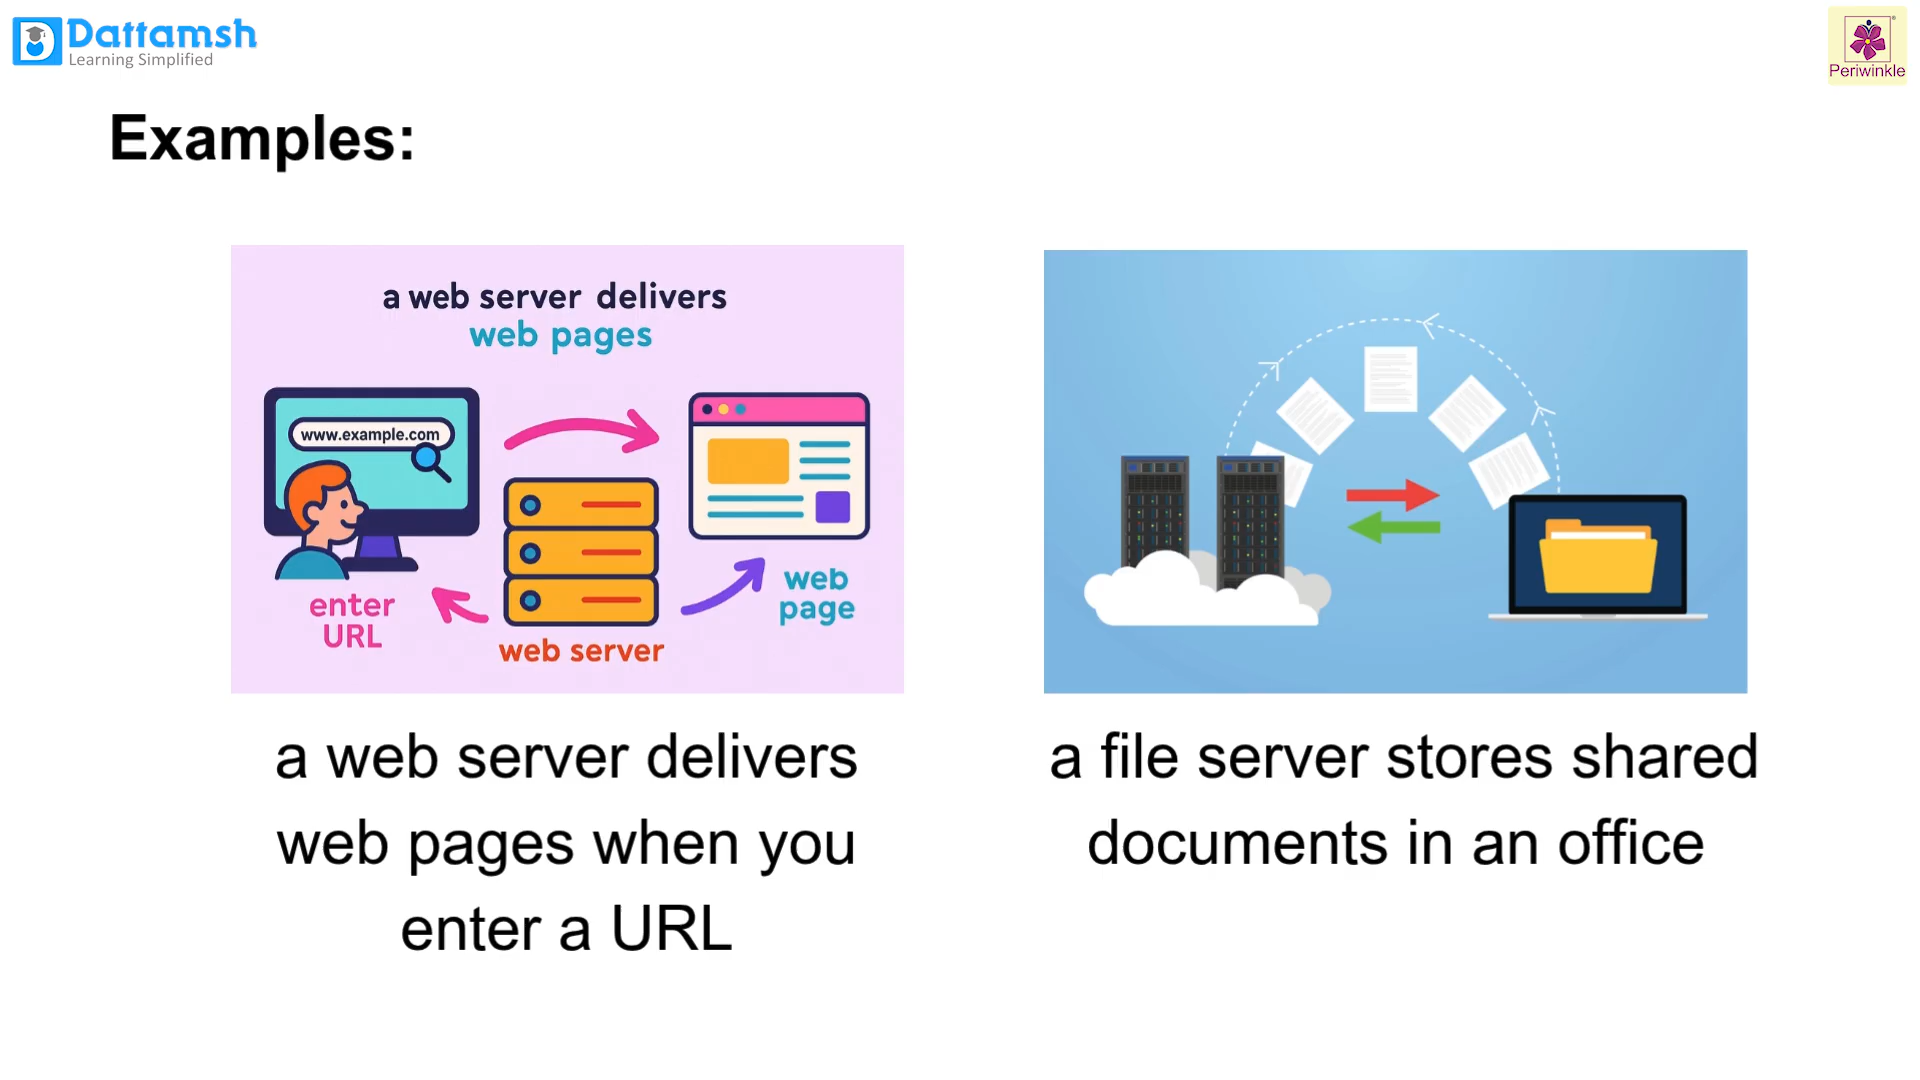 Dattamsh
Learning Simplified
Periwinkle
Examples:
a web server delivers
web pages
www.example.com
enter
URL
web server
web
page
a web server delivers
web pages when you
enter a URL
a file server stores shared
documents in an office